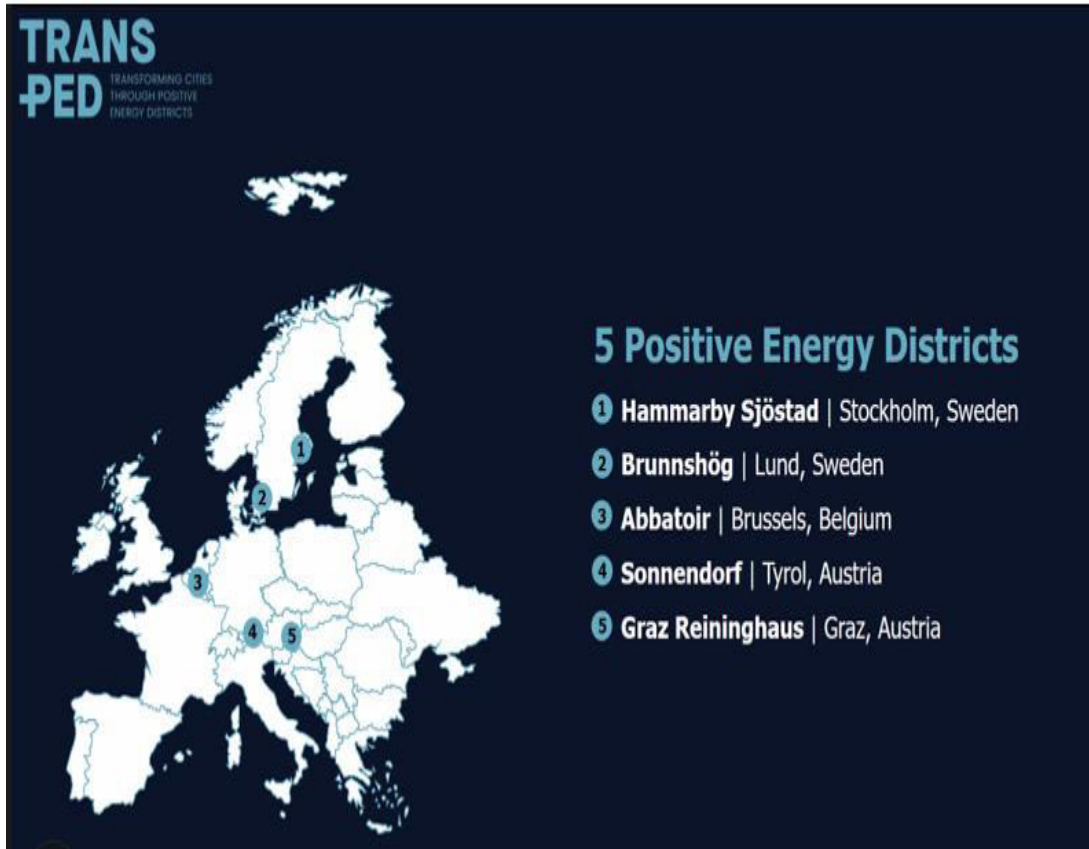 TRANS
-PED
TRANSFORMING CITIES
THROUGH POSITIVE
ENERGY DISTRICTS
5 Positive Energy Districts
1 Hammarby Sjöstad | Stockholm, Sweden
2 Brunnshög | Lund, Sweden
3 Abbatoir | Brussels, Belgium
4 Sonnendorf | Tyrol, Austria
5 Graz Reininghaus | Graz, Austria
1
2
3
4
5